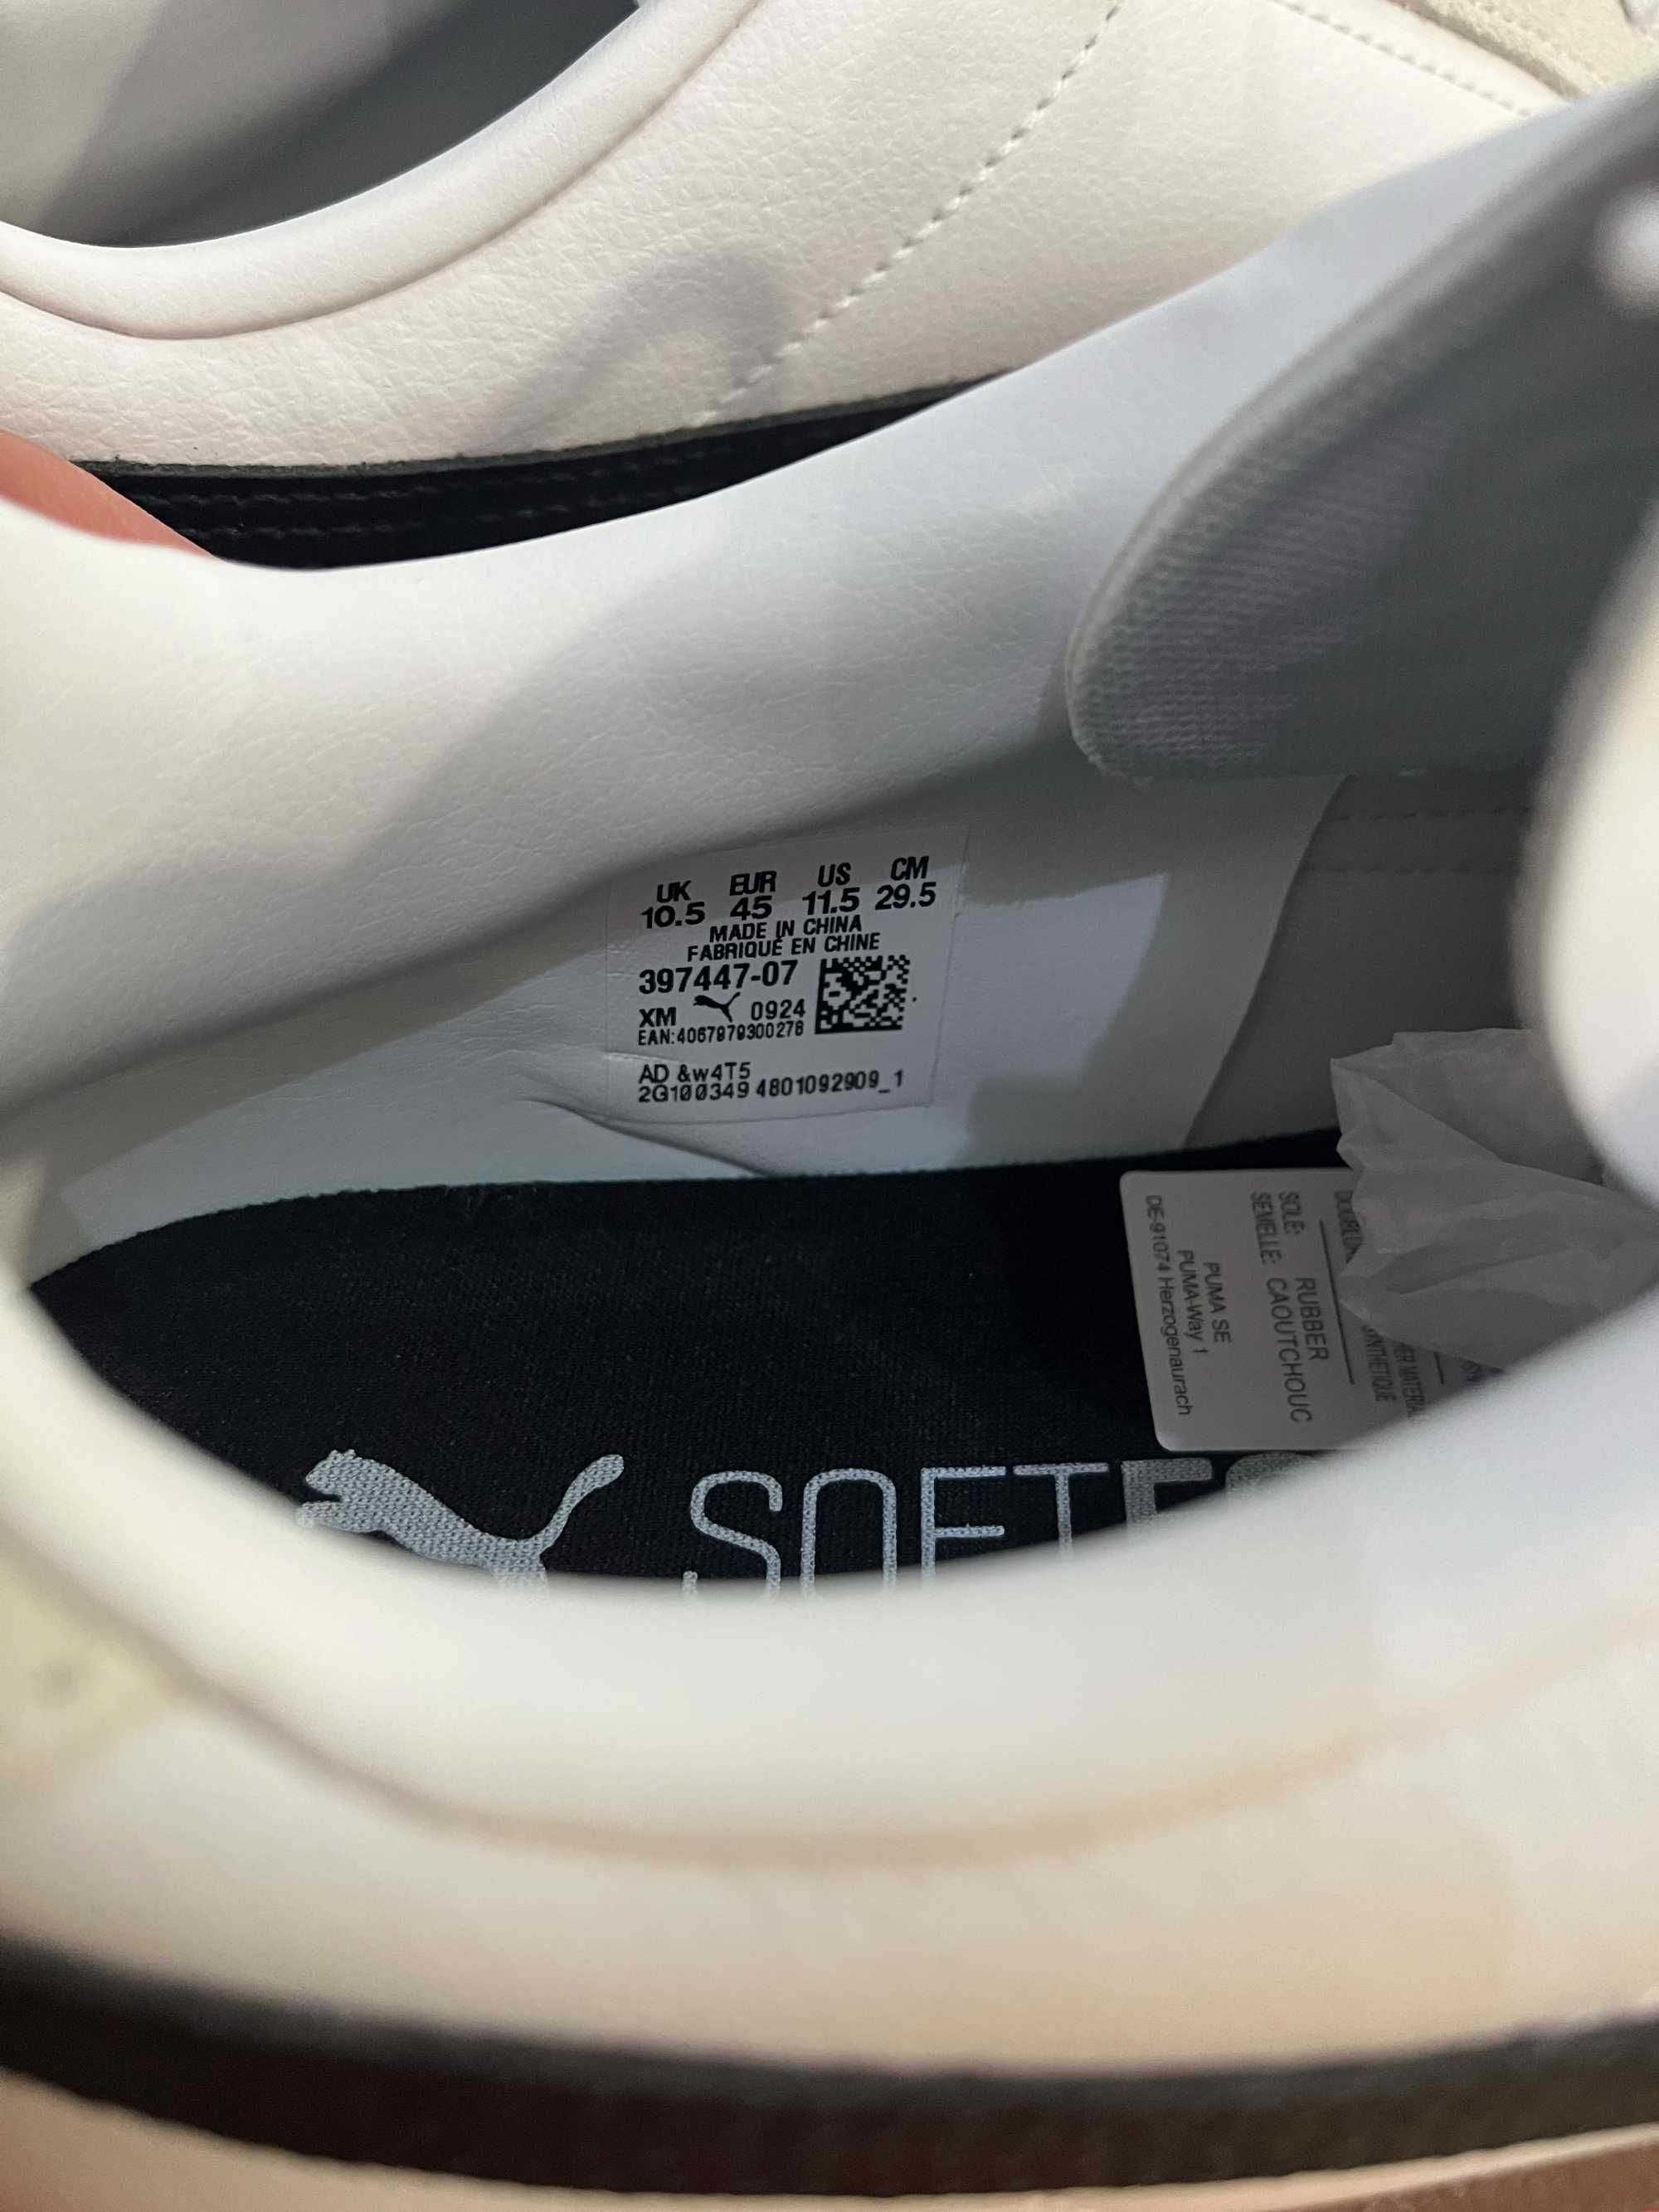 UK EUR US CM
10.5 45 11.5 29.5
MADE IN CHINA
FABRIQUÉ EN CHINE
397447-07
XM 0924
EAN:4067979300278
AD &w4T5
2G100349 4801092909_1
SOLE: RUBBER
SEMELLE: CAOUTCHOUC
PUMA SE
PUMA-Way 1
DE-91074 Herzogenaurach
SOFTF